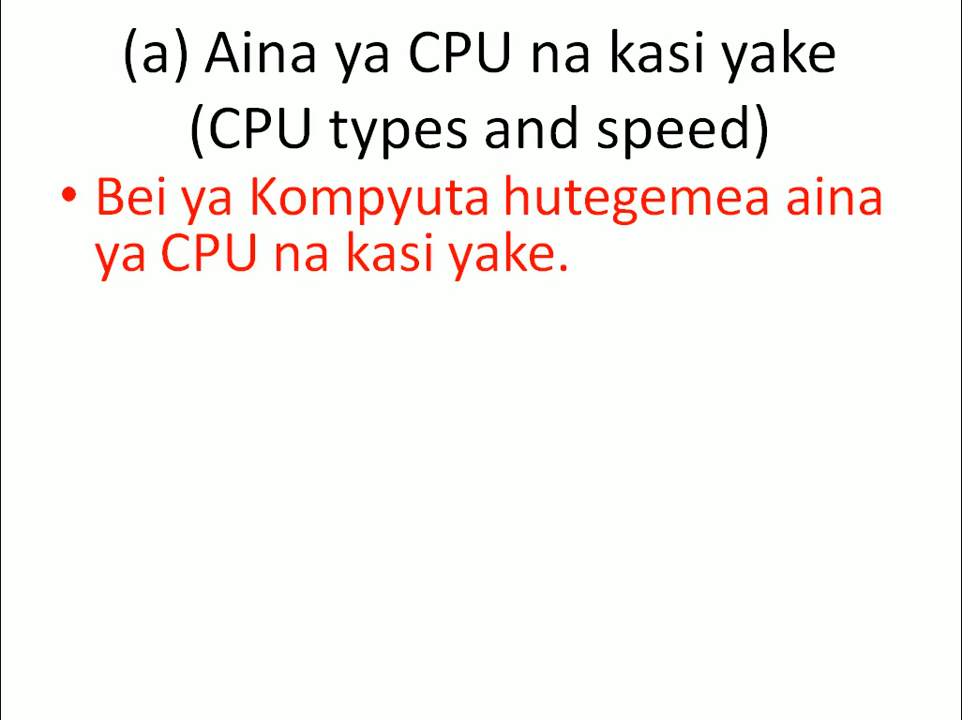 (a) Aina ya CPU na kasi yake
(CPU types and speed)
• Bei ya Kompyuta hutegemea aina
ya CPU na kasi yake.